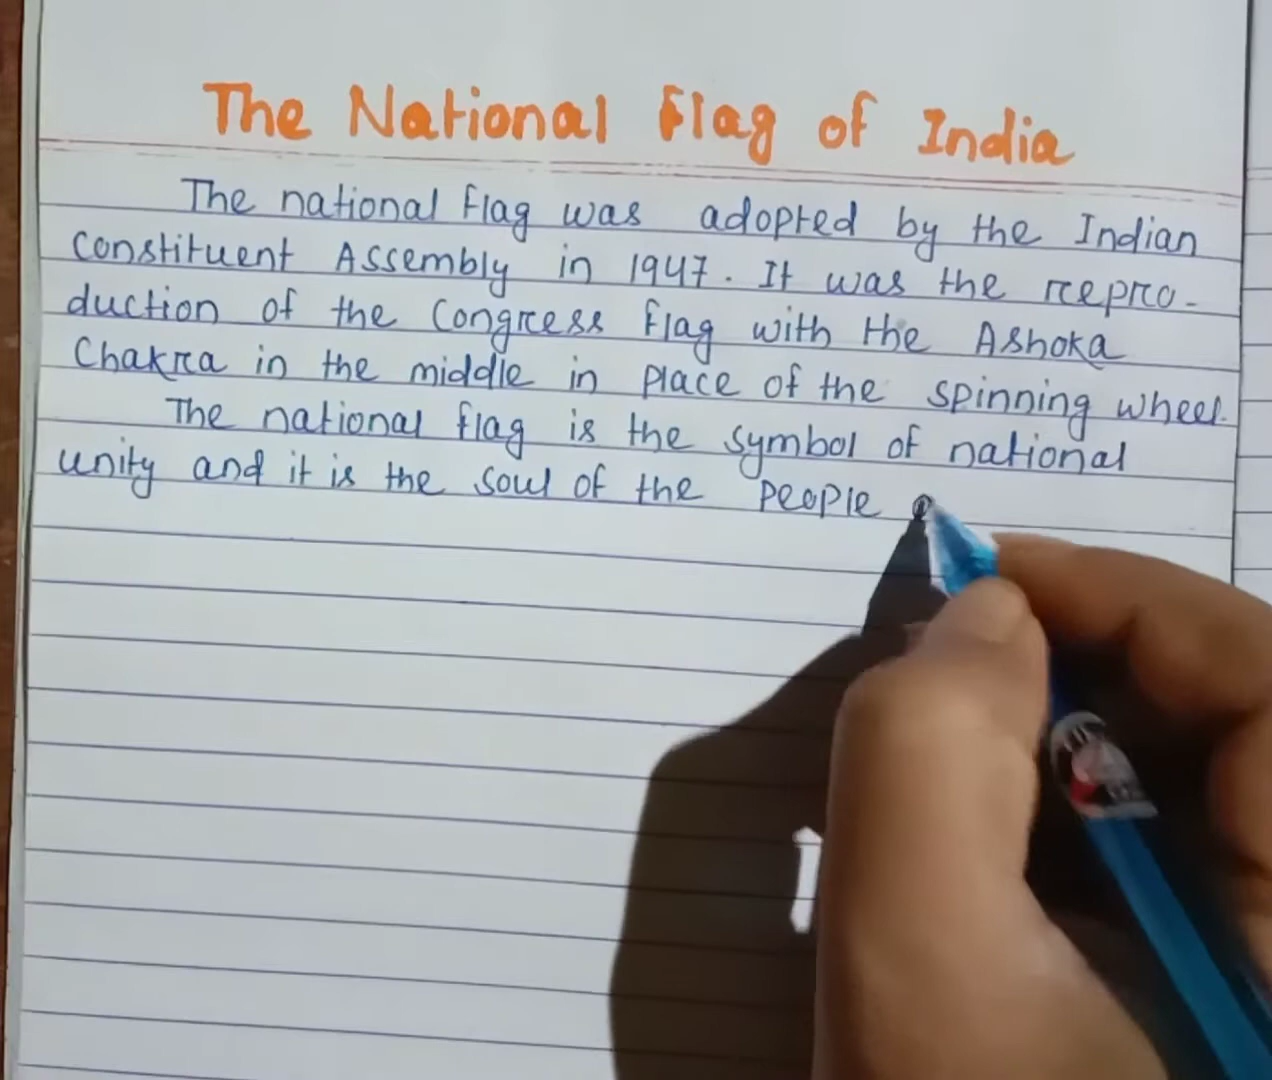 The National Flag of India
The national flag was adopted by the Indian
Constituent Assembly in 1947. It was the repro-
duction of the Congress flag with the Ashoka
Chakra in the middle in place of the spinning wheel.
The national flag is the symbol of national
unity and it is the soul of the people